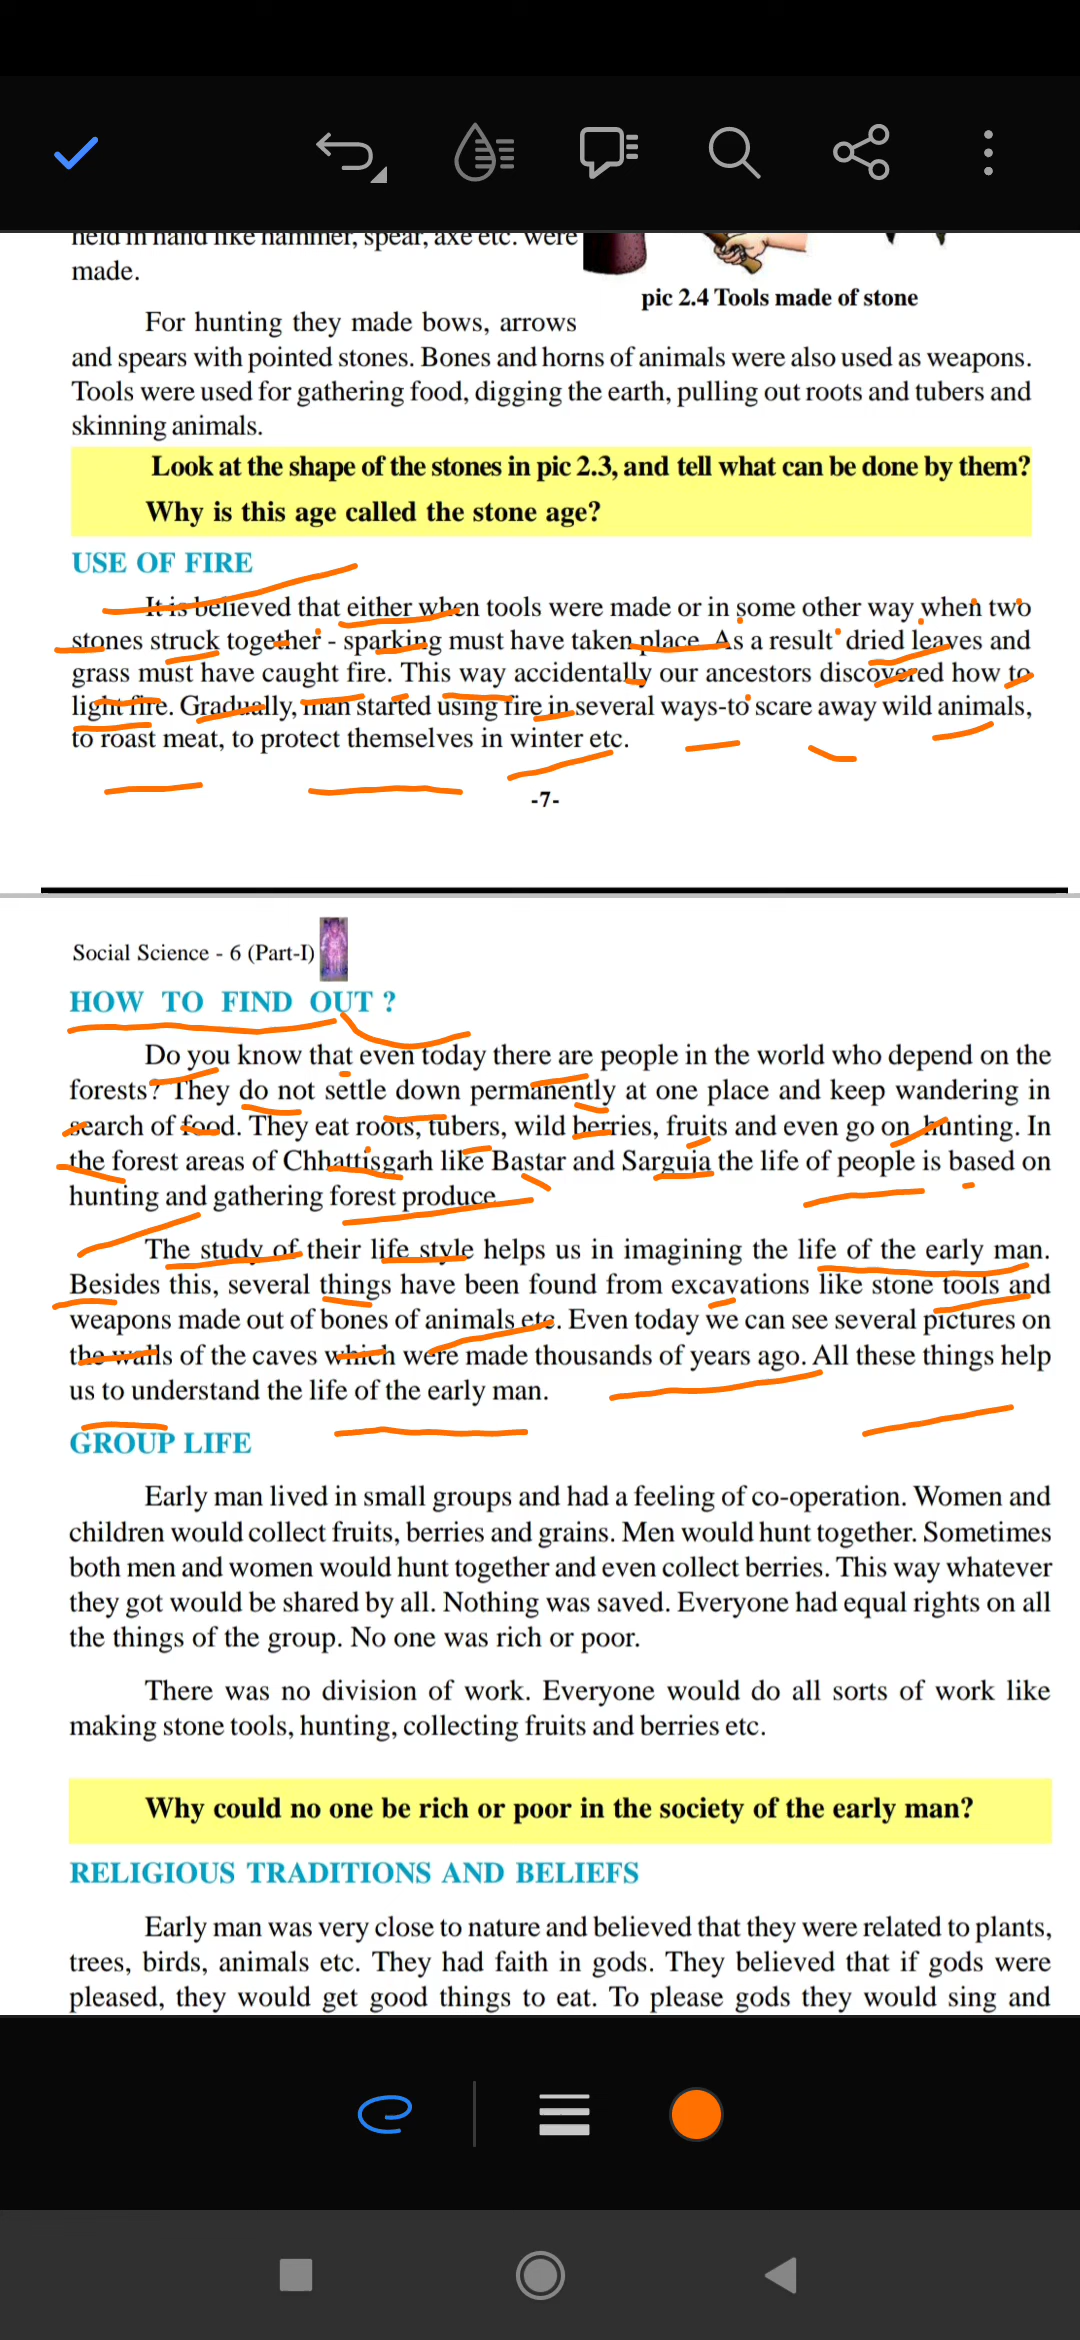 held in hand like hammer, spear, axe etc. were
made.
pic 2.4 Tools made of stone
For hunting they made bows, arrows
and spears with pointed stones. Bones and horns of animals were also used as weapons.
Tools were used for gathering food, digging the earth, pulling out roots and tubers and
skinning animals.
Look at the shape of the stones in pic 2.3, and tell what can be done by them?
Why is this age called the stone age?
USE OF FIRE
It is believed that either when tools were made or in some other way when two
stones struck together - sparking must have taken place. As a result dried leaves and
grass must have caught fire. This way accidentally our ancestors discovered how to
light fire. Gradually, man started using fire in several ways-to scare away wild animals,
to roast meat, to protect themselves in winter etc.
-7-
Social Science - 6 (Part-I)
HOW TO FIND OUT ?
Do you know that even today there are people in the world who depend on the
forests? They do not settle down permanently at one place and keep wandering in
search of food. They eat roots, tubers, wild berries, fruits and even go on hunting. In
the forest areas of Chhattisgarh like Bastar and Sarguja the life of people is based on
hunting and gathering forest produce.
The study of their life style helps us in imagining the life of the early man.
Besides this, several things have been found from excavations like stone tools and
weapons made out of bones of animals etc. Even today we can see several pictures on
the walls of the caves which were made thousands of years ago. All these things help
us to understand the life of the early man.
GROUP LIFE
Early man lived in small groups and had a feeling of co-operation. Women and
children would collect fruits, berries and grains. Men would hunt together. Sometimes
both men and women would hunt together and even collect berries. This way whatever
they got would be shared by all. Nothing was saved. Everyone had equal rights on all
the things of the group. No one was rich or poor.
There was no division of work. Everyone would do all sorts of work like
making stone tools, hunting, collecting fruits and berries etc.
Why could no one be rich or poor in the society of the early man?
RELIGIOUS TRADITIONS AND BELIEFS
Early man was very close to nature and believed that they were related to plants,
trees, birds, animals etc. They had faith in gods. They believed that if gods were
pleased, they would get good things to eat. To please gods they would sing and